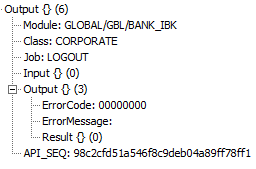 Output {} (6)
Module: GLOBAL/GBL/BANK_IBK
Class: CORPORATE
Job: LOGOUT
Input {} (0)
Output {} (3)
ErrorCode: 00000000
ErrorMessage:
Result {} (0)
API_SEQ: 98c2cfd51a546f8c9deb04a89ff78ff1